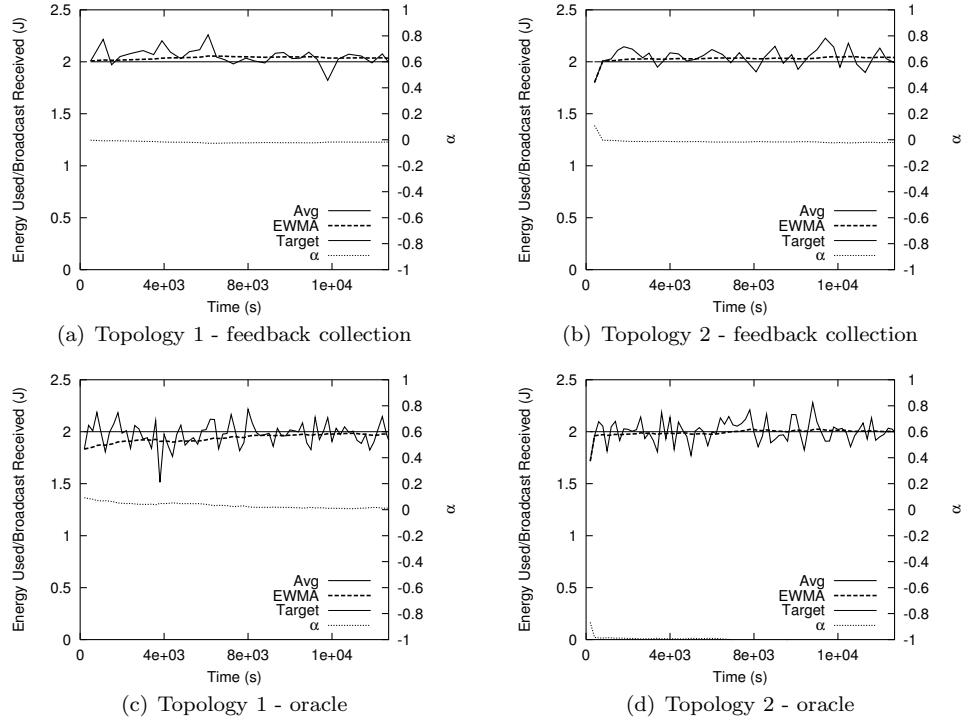 Energy Used/Broadcast Received (J)
2.5
2
1.5
1
0.5
0
1
0.8
0.6
0.4
0.2
0
-0.2
-0.4
-0.6
-0.8
-1
α
Avg
EWMA
Target
α
0
4e+03
8e+03
1e+04
Time (s)
(a) Topology 1 - feedback collection
Energy Used/Broadcast Received (J)
2.5
2
1.5
1
0.5
0
1
0.8
0.6
0.4
0.2
0
-0.2
-0.4
-0.6
-0.8
-1
α
Avg
EWMA
Target
α
0
4e+03
8e+03
1e+04
Time (s)
(b) Topology 2 - feedback collection
Energy Used/Broadcast Received (J)
2.5
2
1.5
1
0.5
0
1
0.8
0.6
0.4
0.2
0
-0.2
-0.4
-0.6
-0.8
-1
α
Avg
EWMA
Target
α
0
4e+03
8e+03
1e+04
Time (s)
(c) Topology 1 - oracle
Energy Used/Broadcast Received (J)
2.5
2
1.5
1
0.5
0
1
0.8
0.6
0.4
0.2
0
-0.2
-0.4
-0.6
-0.8
-1
α
Avg
EWMA
Target
α
0
4e+03
8e+03
1e+04
Time (s)
(d) Topology 2 - oracle